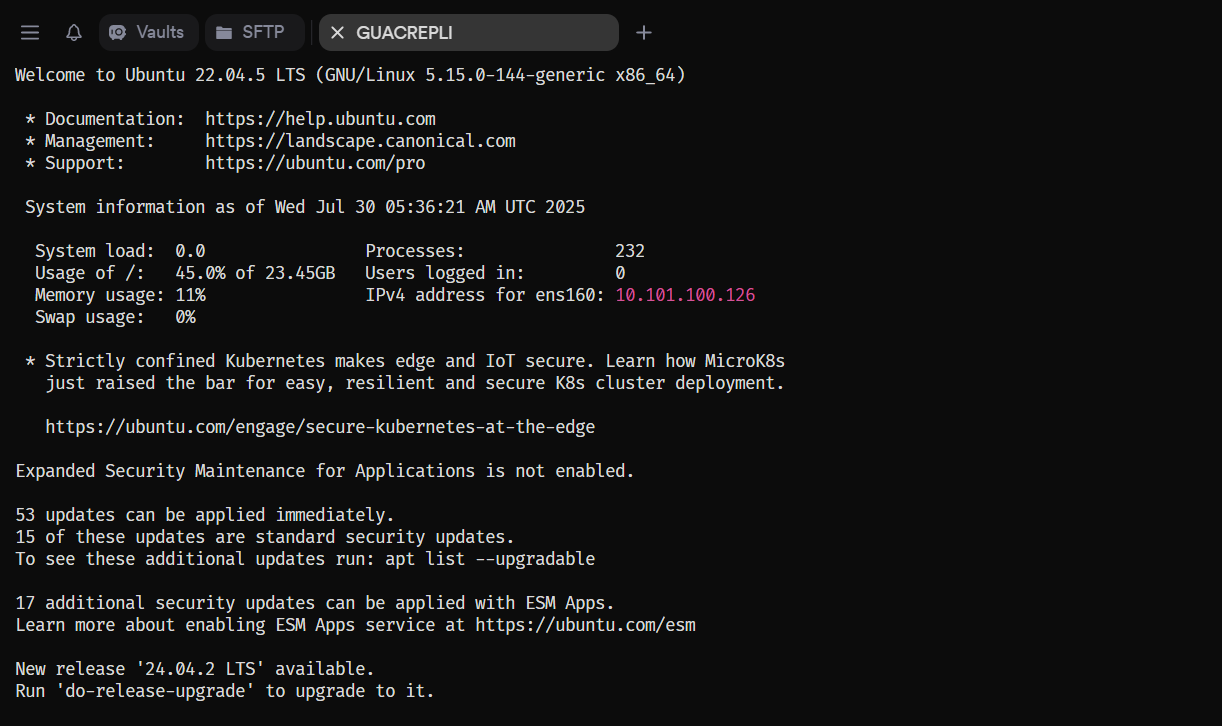 Vaults SFTP GUACREPLI
Welcome to Ubuntu 22.04.5 LTS (GNU/Linux 5.15.0-144-generic x86_64)
* Documentation: https://help.ubuntu.com
* Management: https://landscape.canonical.com
* Support: https://ubuntu.com/pro
System information as of Wed Jul 30 05:36:21 AM UTC 2025
System load: 0.0 Processes: 232
Usage of /: 45.0% of 23.45GB Users logged in: 0
Memory usage: 11% IPv4 address for ens160: 10.101.100.126
Swap usage: 0%
* Strictly confined Kubernetes makes edge and IoT secure. Learn how MicroK8s
just raised the bar for easy, resilient and secure K8s cluster deployment.
https://ubuntu.com/engage/secure-kubernetes-at-the-edge
Expanded Security Maintenance for Applications is not enabled.
53 updates can be applied immediately.
15 of these updates are standard security updates.
To see these additional updates run: apt list --upgradable
17 additional security updates can be applied with ESM Apps.
Learn more about enabling ESM Apps service at https://ubuntu.com/esm
New release '24.04.2 LTS' available.
Run 'do-release-upgrade' to upgrade to it.